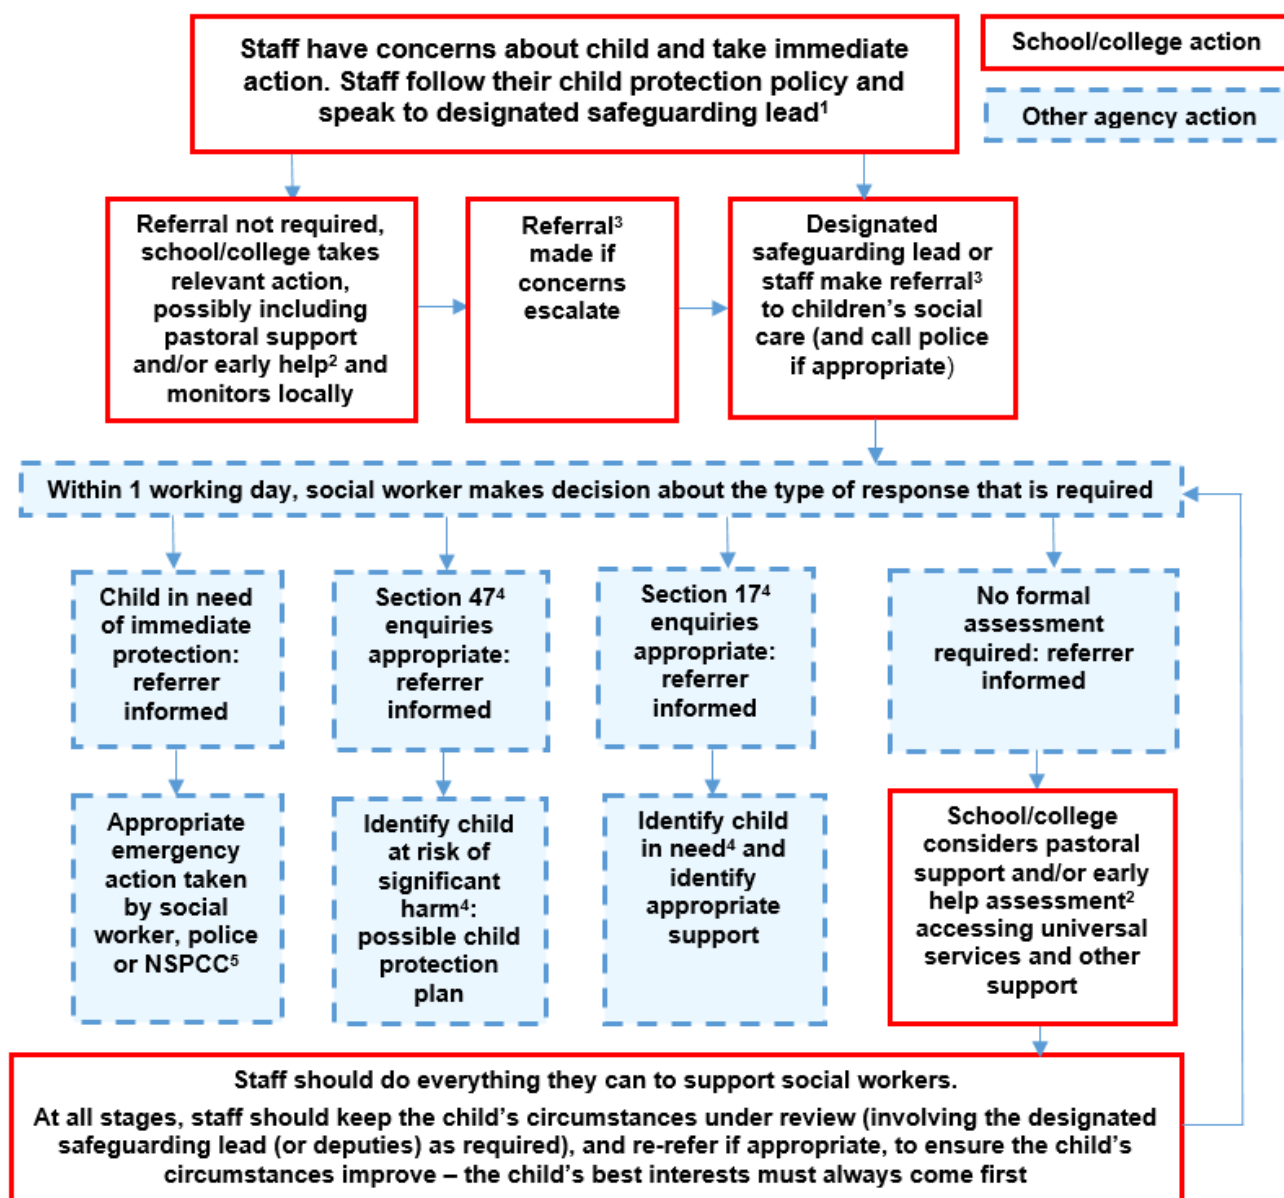 Staff have concerns about child and take immediate
action. Staff follow their child protection policy and
speak to designated safeguarding lead¹
School/college action
Other agency action
Referral not required,
school/college takes
relevant action,
possibly including
pastoral support
and/or early help² and
monitors locally
Referral³
made if
concerns
escalate
Designated
safeguarding lead or
staff make referral³
to children’s social
care (and call police
if appropriate)
Within 1 working day, social worker makes decision about the type of response that is required
Child in need
of immediate
protection:
referrer
informed
Section 47⁴
enquiries
appropriate:
referrer
informed
Section 17⁴
enquiries
appropriate:
referrer
informed
No formal
assessment
required: referrer
informed
Appropriate
emergency
action taken
by social
worker, police
or NSPCC⁵
Identify child
at risk of
significant
harm⁴:
possible child
protection
plan
Identify child
in need⁴ and
identify
appropriate
support
School/college
considers pastoral
support and/or early
help assessment²
accessing universal
services and other
support
Staff should do everything they can to support social workers.
At all stages, staff should keep the child’s circumstances under review (involving the designated
safeguarding lead (or deputies) as required), and re-refer if appropriate, to ensure the child’s
circumstances improve – the child’s best interests must always come first